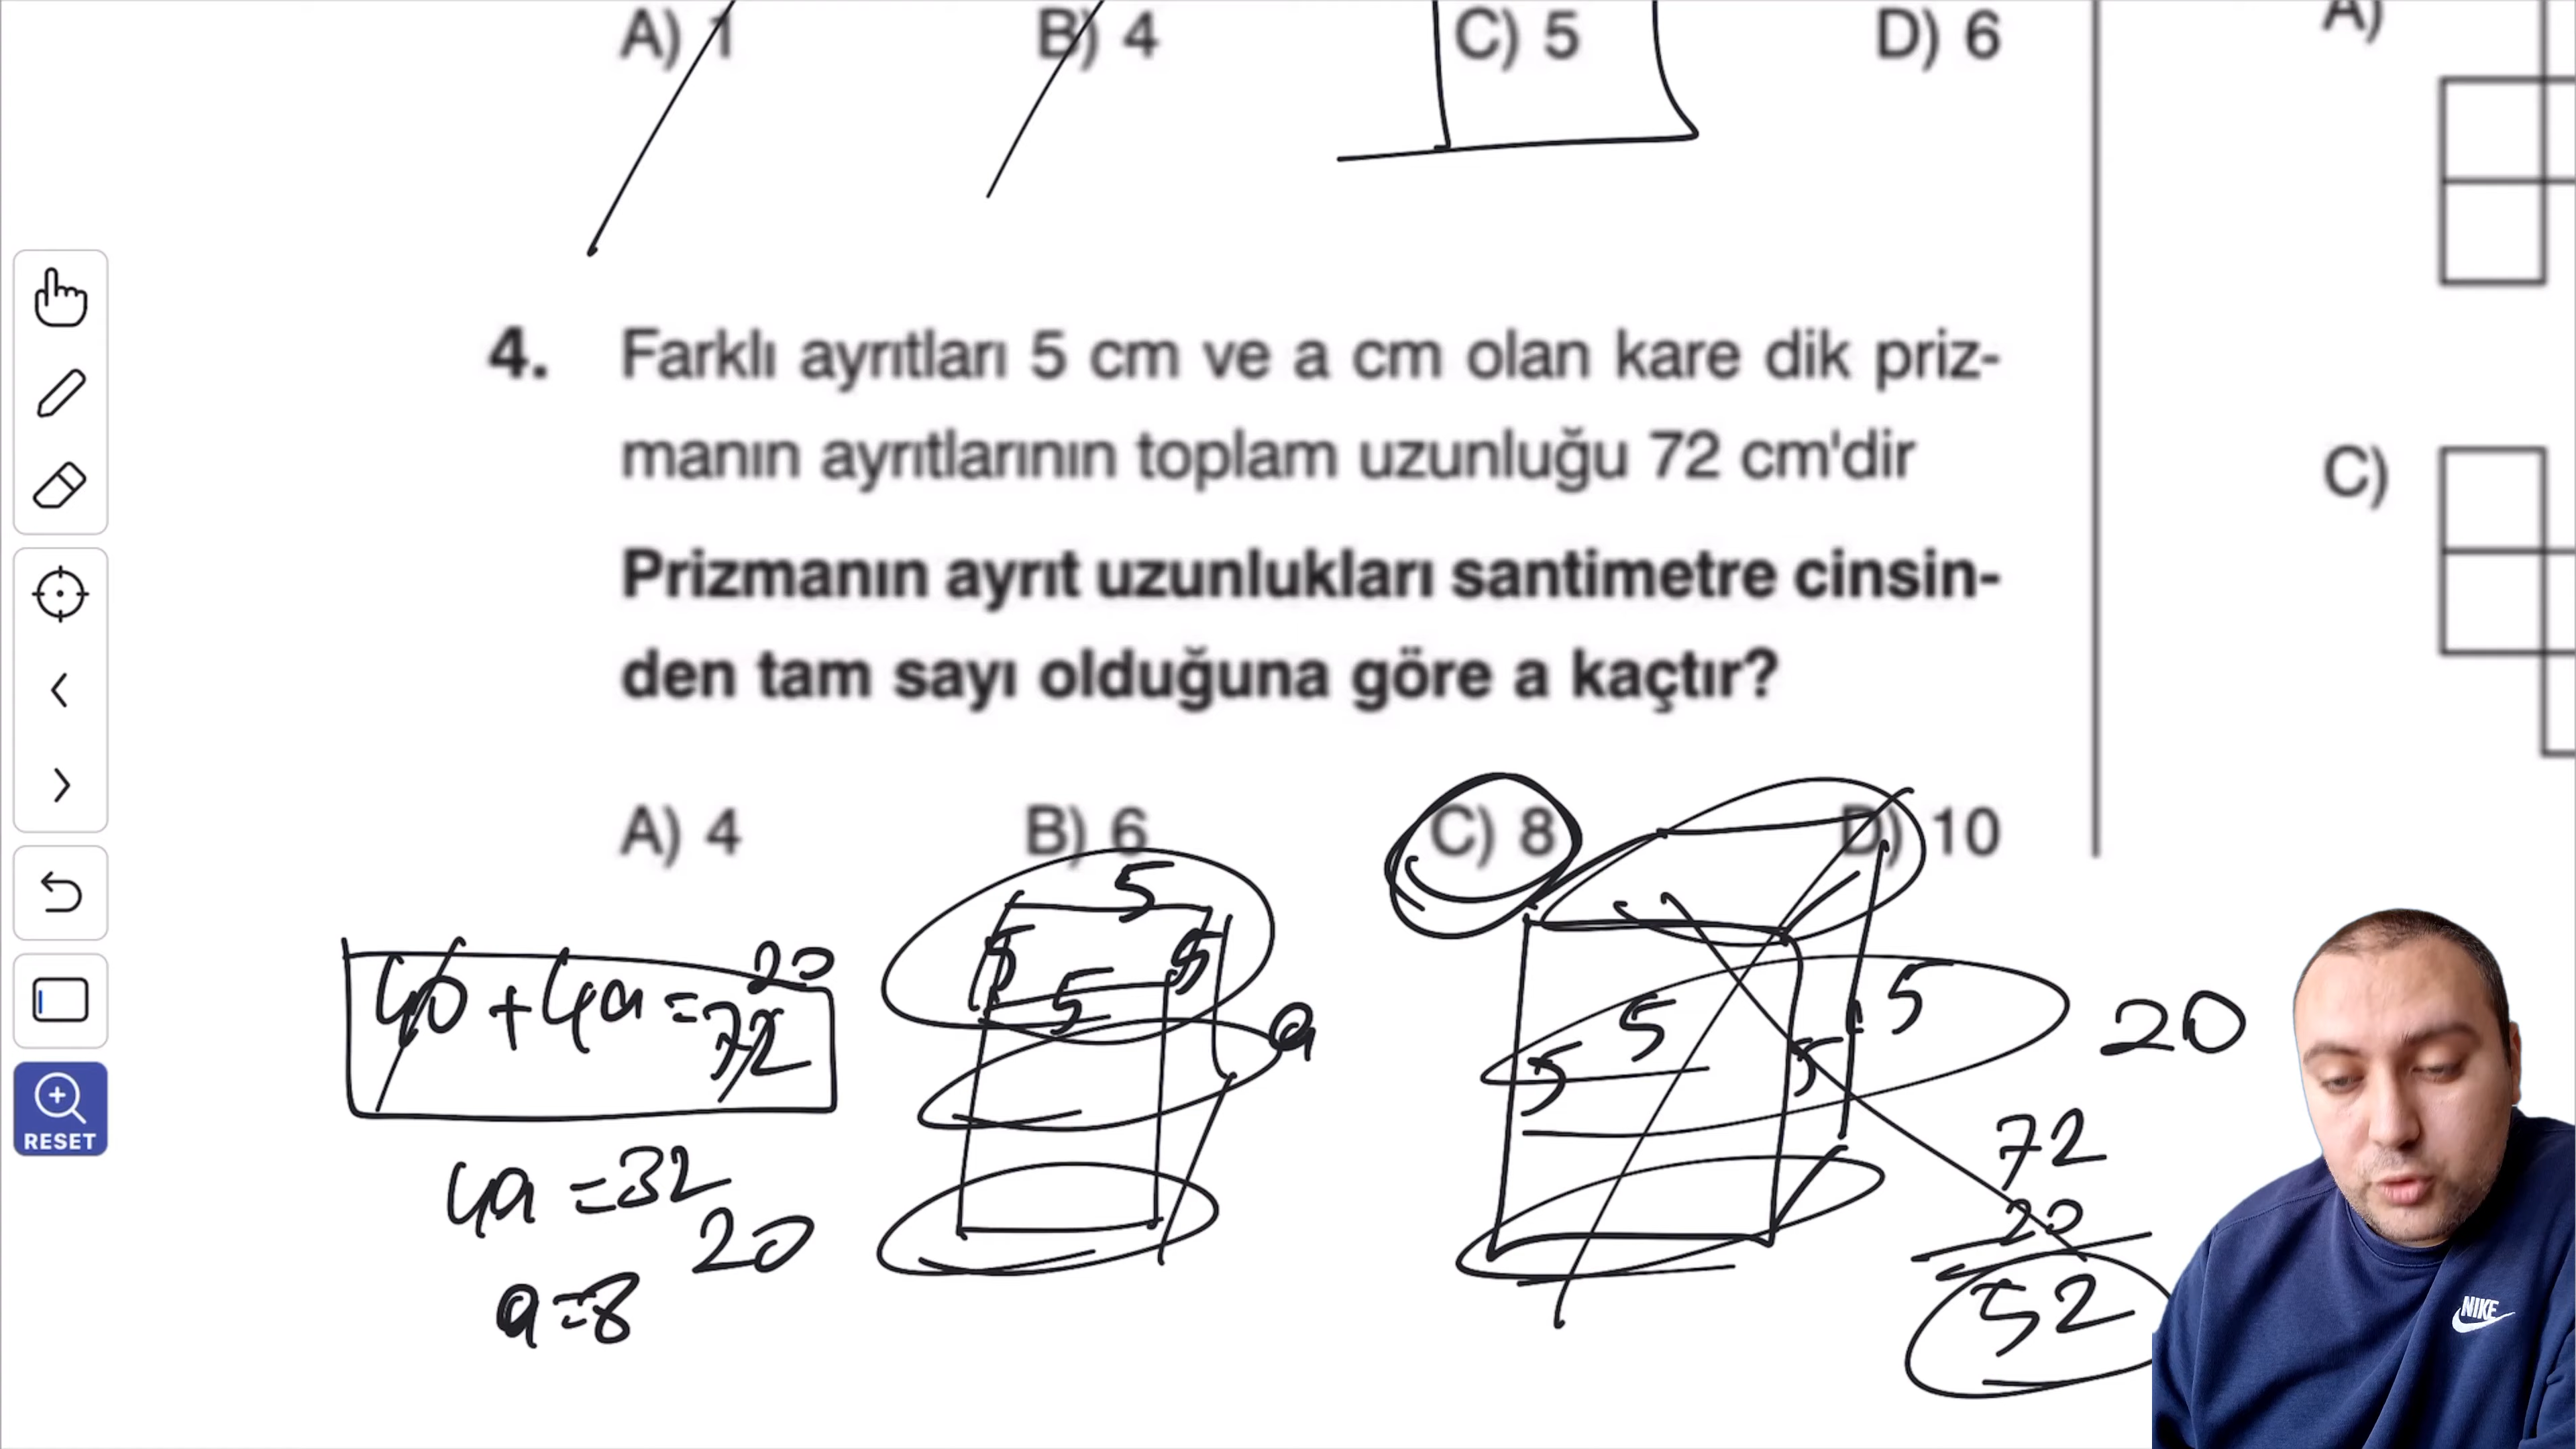 A) 1 B) 4 C) 5 D) 6 A)
4. Farklı ayrıtları 5 cm ve a cm olan kare dik priz-
manın ayrıtlarının toplam uzunluğu 72 cm'dir
C)
Prizmanın ayrıt uzunlukları santimetre cinsin-
den tam sayı olduğuna göre a kaçtır?
A) 4 B) 6 C) 8 D) 10
20
40 + 4a = 72
4a = 32
20
a = 8
5
5 5
5
a
5 5
5 5
20
72
20
52
NIKE
RESET